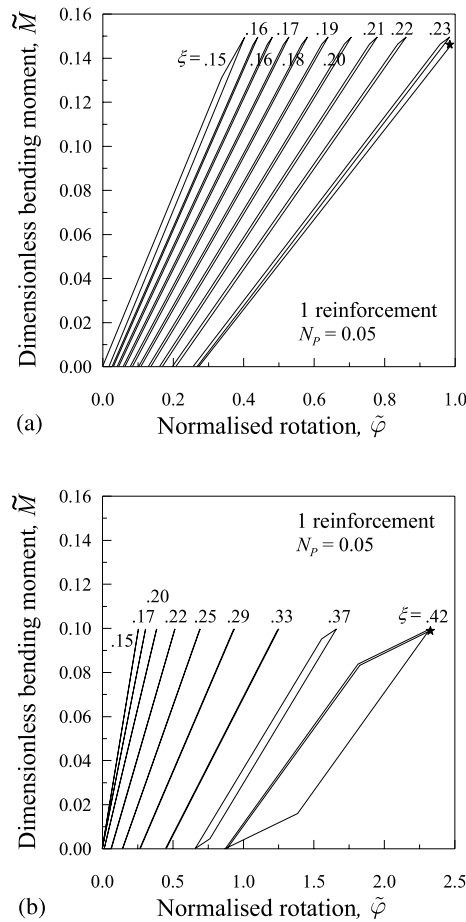 0.16
0.14
0.12
0.10
0.08
0.06
0.04
0.02
0.00
Dimensionless bending moment, M̃
ξ = .15
.16
.16
.17
.18
.19
.20
.21
.22
.23
1 reinforcement
N_P = 0.05
0.0 0.2 0.4 0.6 0.8 1.0
(a)
Normalised rotation, φ̃
0.16
0.14
0.12
0.10
0.08
0.06
0.04
0.02
0.00
Dimensionless bending moment, M̃
1 reinforcement
N_P = 0.05
.15
.17
.20
.22
.25
.29
.33
.37
ξ = .42
0.0 0.5 1.0 1.5 2.0 2.5
(b)
Normalised rotation, φ̃